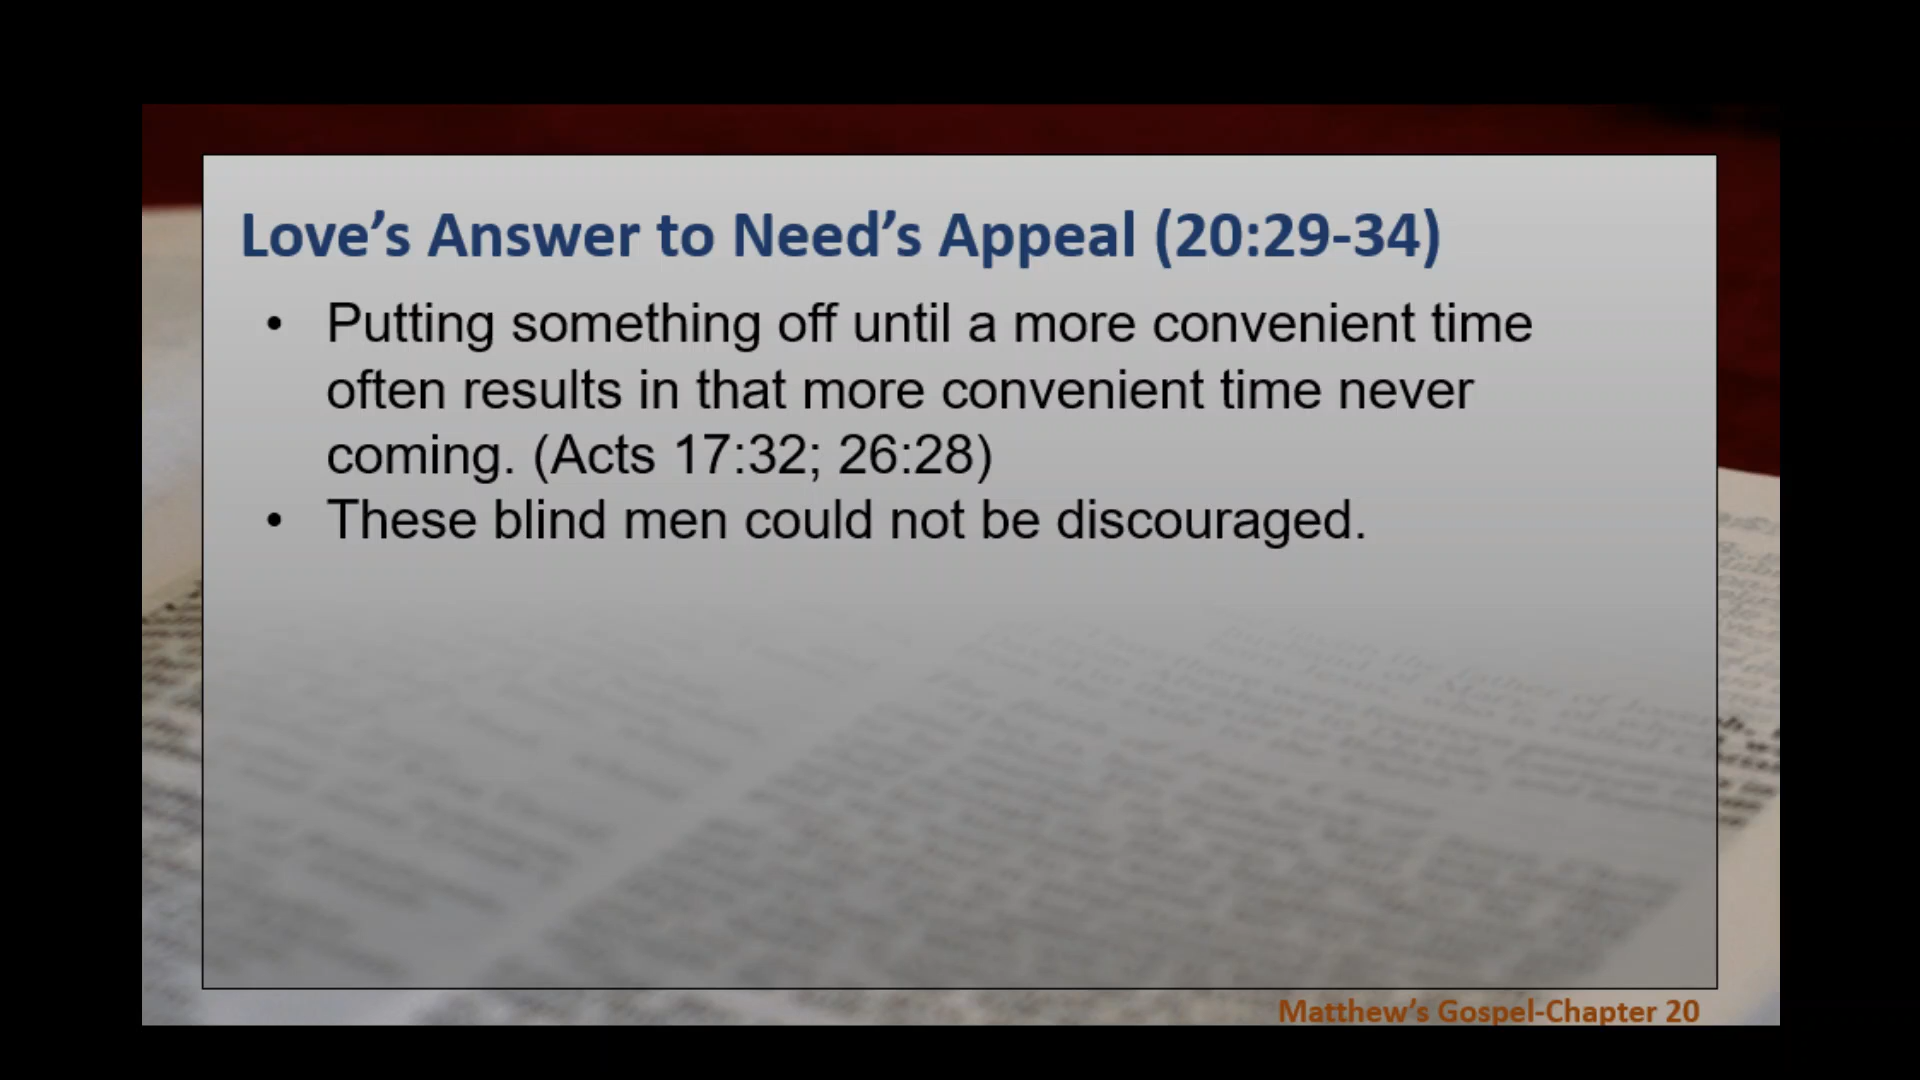 Love’s Answer to Need’s Appeal (20:29-34)
• Putting something off until a more convenient time
often results in that more convenient time never
coming. (Acts 17:32; 26:28)
• These blind men could not be discouraged.
Matthew’s Gospel-Chapter 20